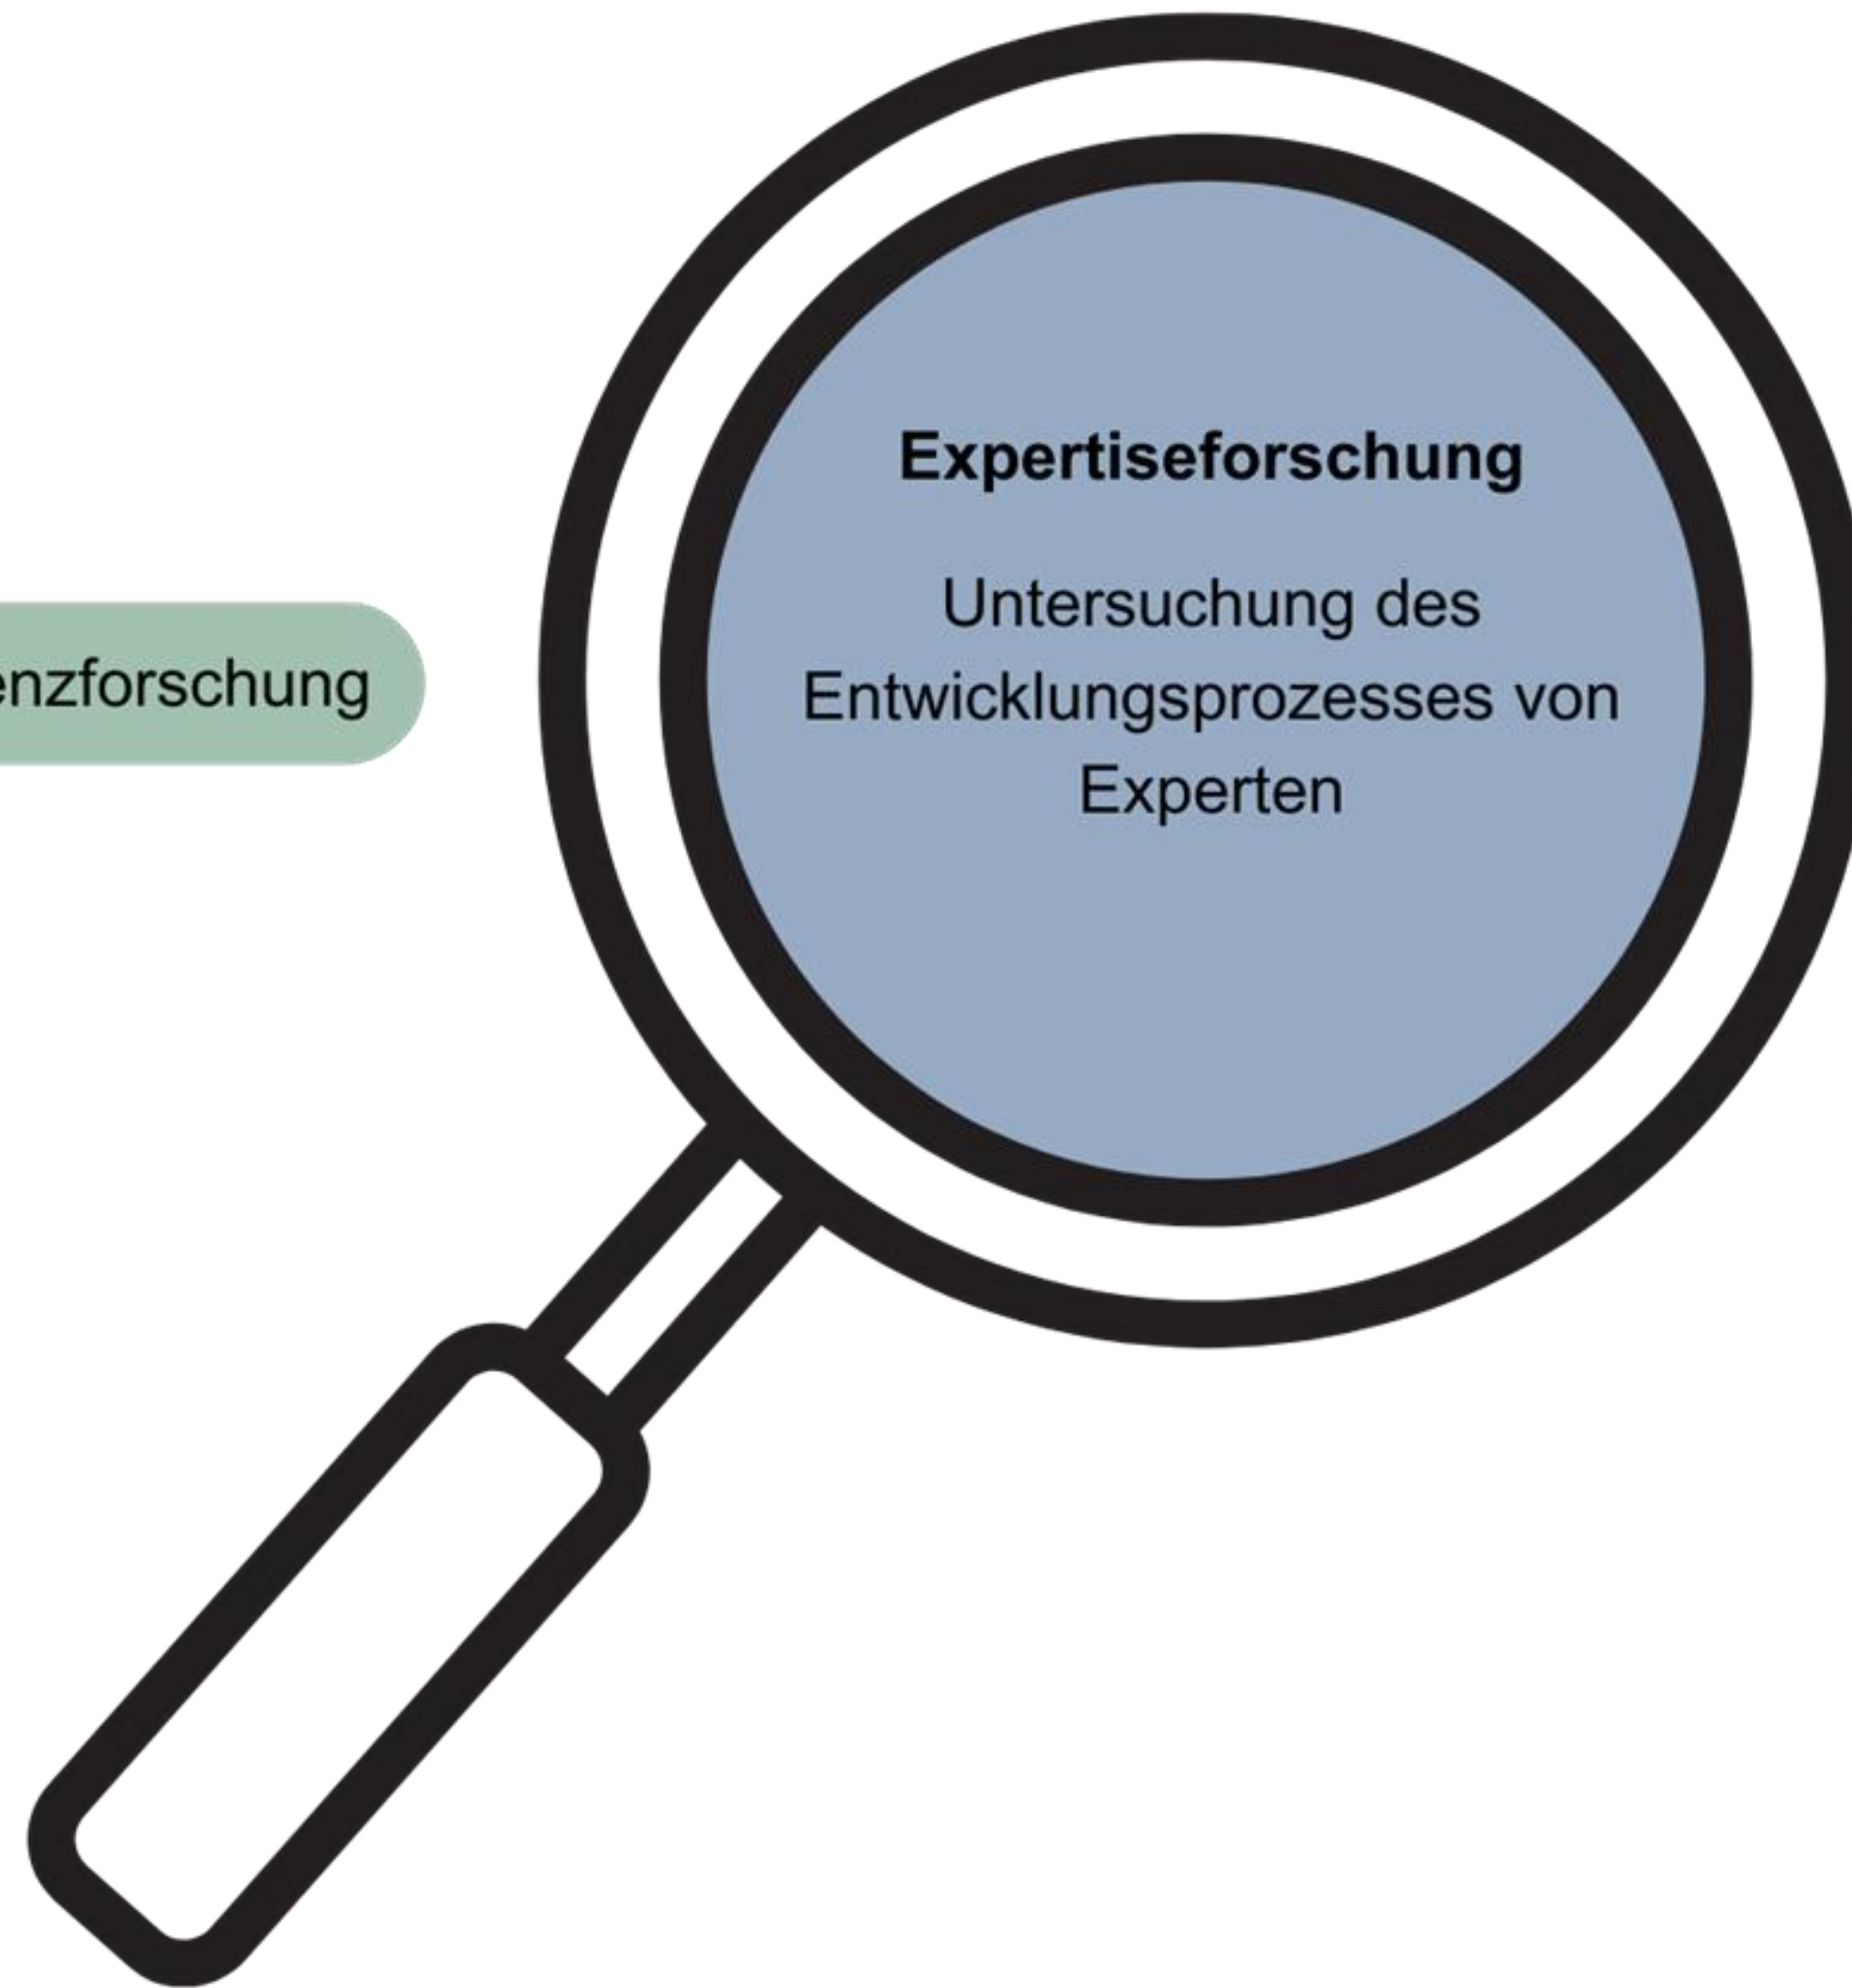 Expertiseforschung
Untersuchung des
enzforschung
Entwicklungsprozesses von
Experten